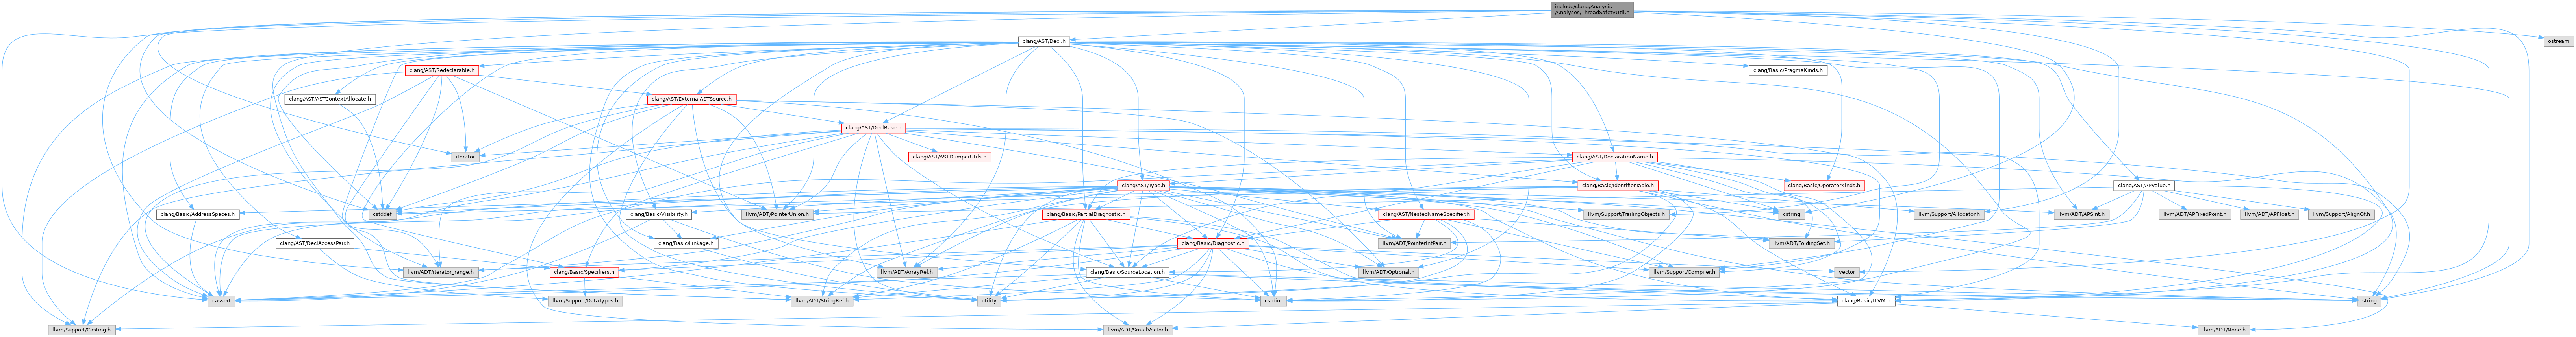 include/clang/Analysis
/Analyses/ThreadSafetyUtil.h
clang/AST/Decl.h
ostream
clang/AST/Redeclarable.h
clang/Basic/PragmaKinds.h
clang/AST/ASTContextAllocate.h
clang/AST/ExternalASTSource.h
clang/AST/DeclBase.h
iterator
clang/AST/ASTDumperUtils.h
clang/AST/DeclarationName.h
clang/AST/Type.h
clang/Basic/IdentifierTable.h
clang/Basic/OperatorKinds.h
clang/AST/APValue.h
clang/Basic/AddressSpaces.h
cstddef
clang/Basic/Visibility.h
llvm/ADT/PointerUnion.h
clang/Basic/PartialDiagnostic.h
clang/AST/NestedNameSpecifier.h
llvm/Support/TrailingObjects.h
cstring
llvm/Support/Allocator.h
llvm/ADT/APSInt.h
llvm/ADT/APFixedPoint.h
llvm/ADT/APFloat.h
llvm/Support/AlignOf.h
clang/AST/DeclAccessPair.h
clang/Basic/Linkage.h
clang/Basic/Diagnostic.h
llvm/ADT/PointerIntPair.h
llvm/ADT/FoldingSet.h
llvm/ADT/iterator_range.h
clang/Basic/Specifiers.h
llvm/ADT/ArrayRef.h
clang/Basic/SourceLocation.h
llvm/ADT/Optional.h
llvm/Support/Compiler.h
vector
cassert
llvm/Support/DataTypes.h
llvm/ADT/StringRef.h
utility
cstdint
clang/Basic/LLVM.h
string
llvm/Support/Casting.h
llvm/ADT/SmallVector.h
llvm/ADT/None.h